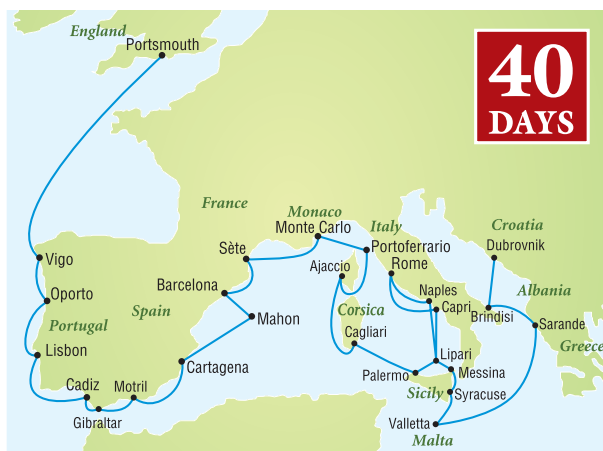 England
Portsmouth
40
DAYS
France
Monaco
Monte Carlo
Italy
Croatia
Portoferrario
Dubrovnik
Sète
Vigo
Ajaccio
Rome
Barcelona
Naples
Albania
Oporto
Capri
Spain
Corsica
Brindisi
Portugal
Mahon
Sarande
Cagliari
Greece
Lisbon
Lipari
Cartagena
Palermo
Messina
Cadiz
Motril
Sicily
Syracuse
Gibraltar
Valletta
Malta